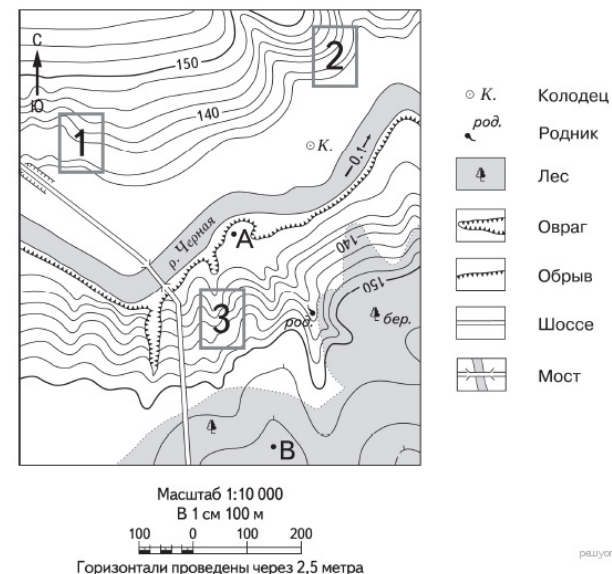 С
Ю
150
2
140
1
К.
0.1
р. Черная
А
140
150
3
род.
бер.
В
К. Колодец
род. Родник
Лес
Овраг
Обрыв
Шоссе
Мост
Масштаб 1:10 000
В 1 см 100 м
100 0 100 200
Горизонтали проведены через 2,5 метра